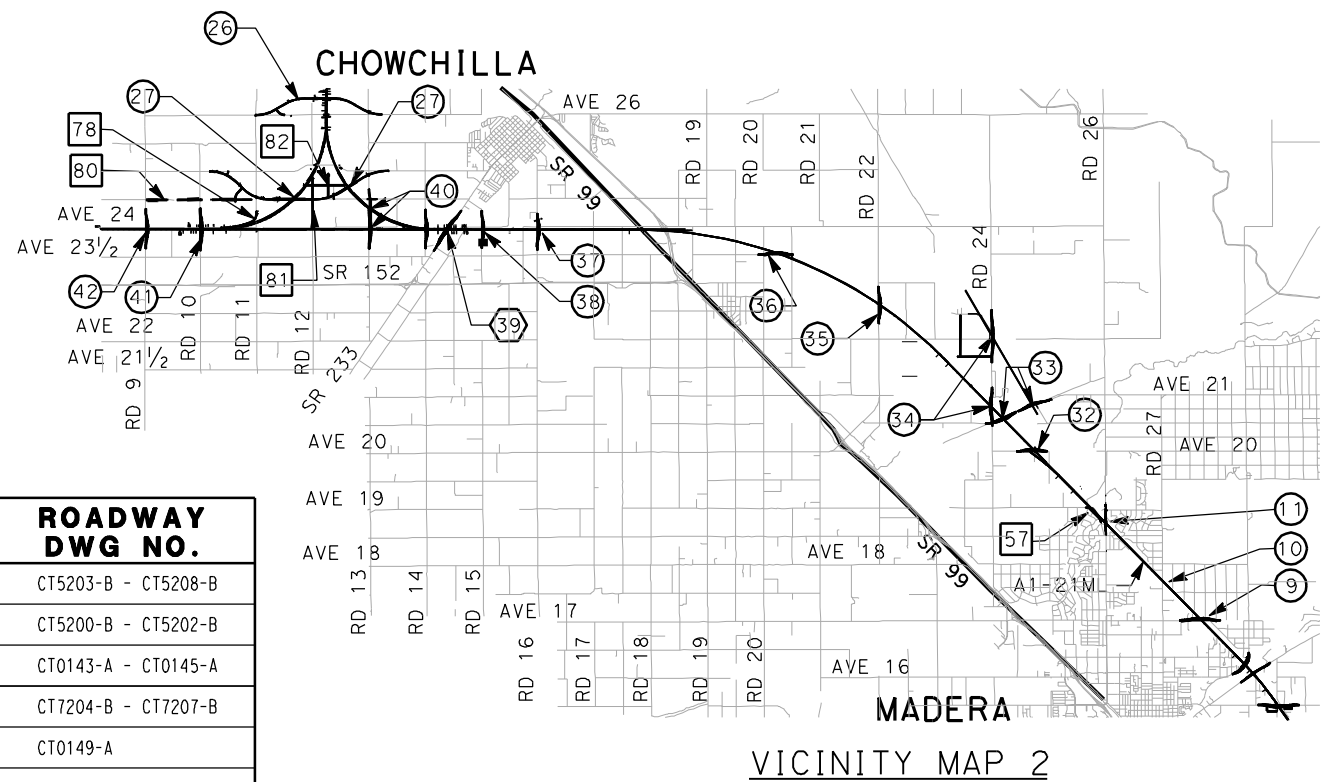 26
CHOWCHILLA
27
27
AVE 26
78
82
RD 19
RD 20
RD 21
RD 22
RD 26
80
SR 99
40
AVE 24
AVE 23½
42
41
81
SR 152
37
38
39
36
35
RD 24
AVE 22
AVE 21½
RD 9
RD 10
RD 11
RD 12
SR 233
33
34
32
AVE 21
RD 27
AVE 20
AVE 20
AVE 19
AVE 18
RD 13
RD 14
RD 15
AVE 17
AVE 18
SR 99
57
11
10
A1-21M
9
RD 16
RD 17
RD 18
RD 19
RD 20
AVE 16
MADERA
VICINITY MAP 2
ROADWAY
DWG NO.
CT5203-B - CT5208-B
CT5200-B - CT5202-B
CT0143-A - CT0145-A
CT7204-B - CT7207-B
CT0149-A